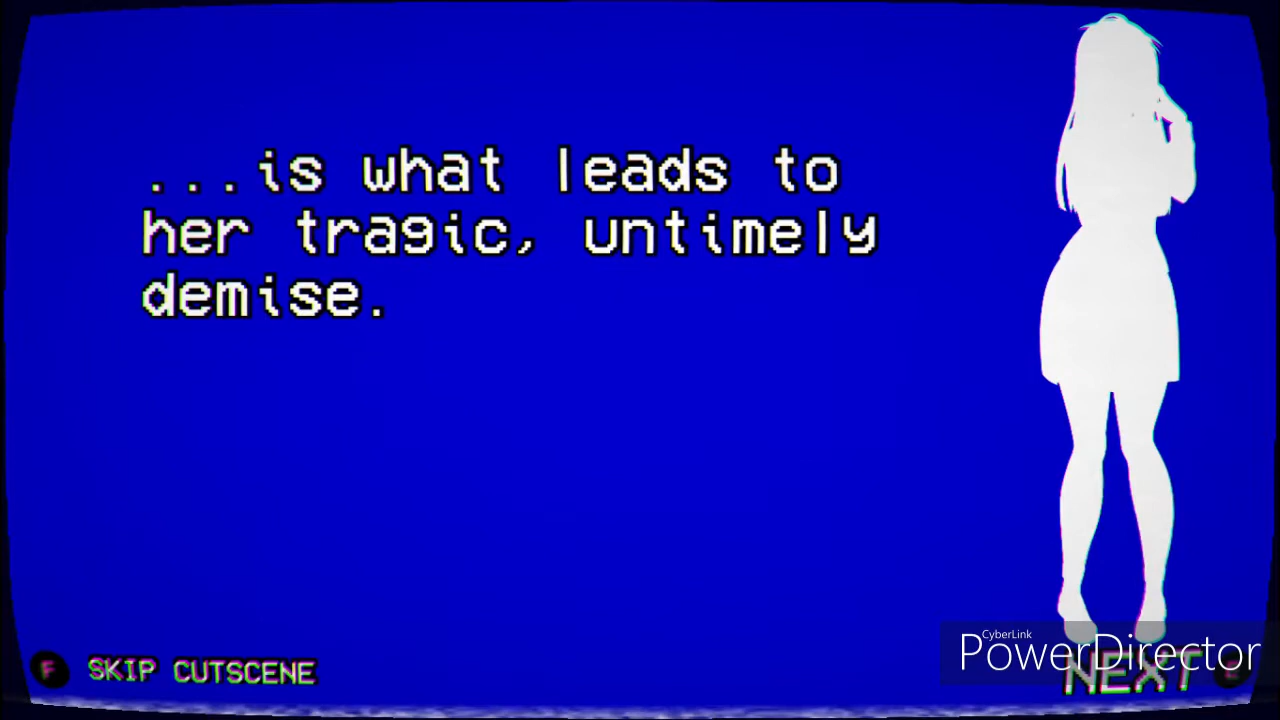 ...is what leads to
her tragic, untimely
demise.
F SKIP CUTSCENE
CyberLink
PowerDirector
NEXT